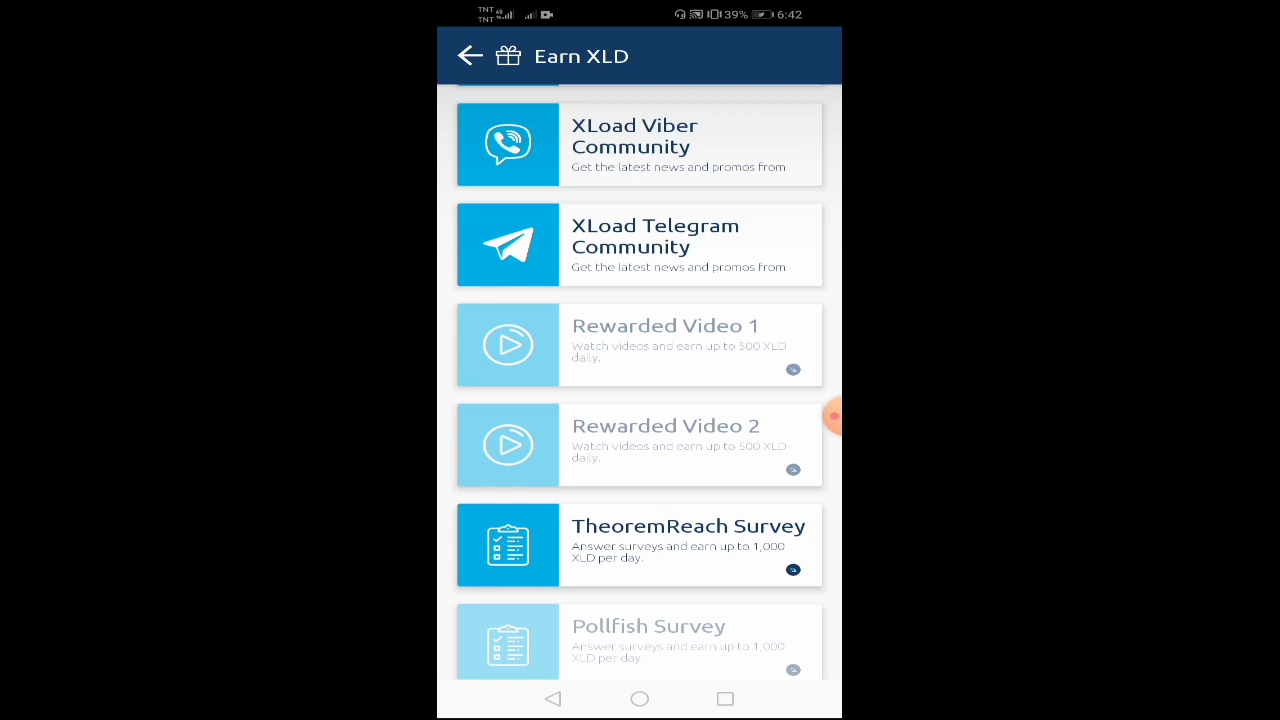 TNT 4G
TNT
39% 6:42
Earn XLD
XLoad Viber
Community
Get the latest news and promos from
XLoad Telegram
Community
Get the latest news and promos from
Rewarded Video 1
Watch videos and earn up to 500 XLD
daily.
Rewarded Video 2
Watch videos and earn up to 500 XLD
daily.
TheoremReach Survey
Answer surveys and earn up to 1,000
XLD per day.
Pollfish Survey
Answer surveys and earn up to 1,000
XLD per day.